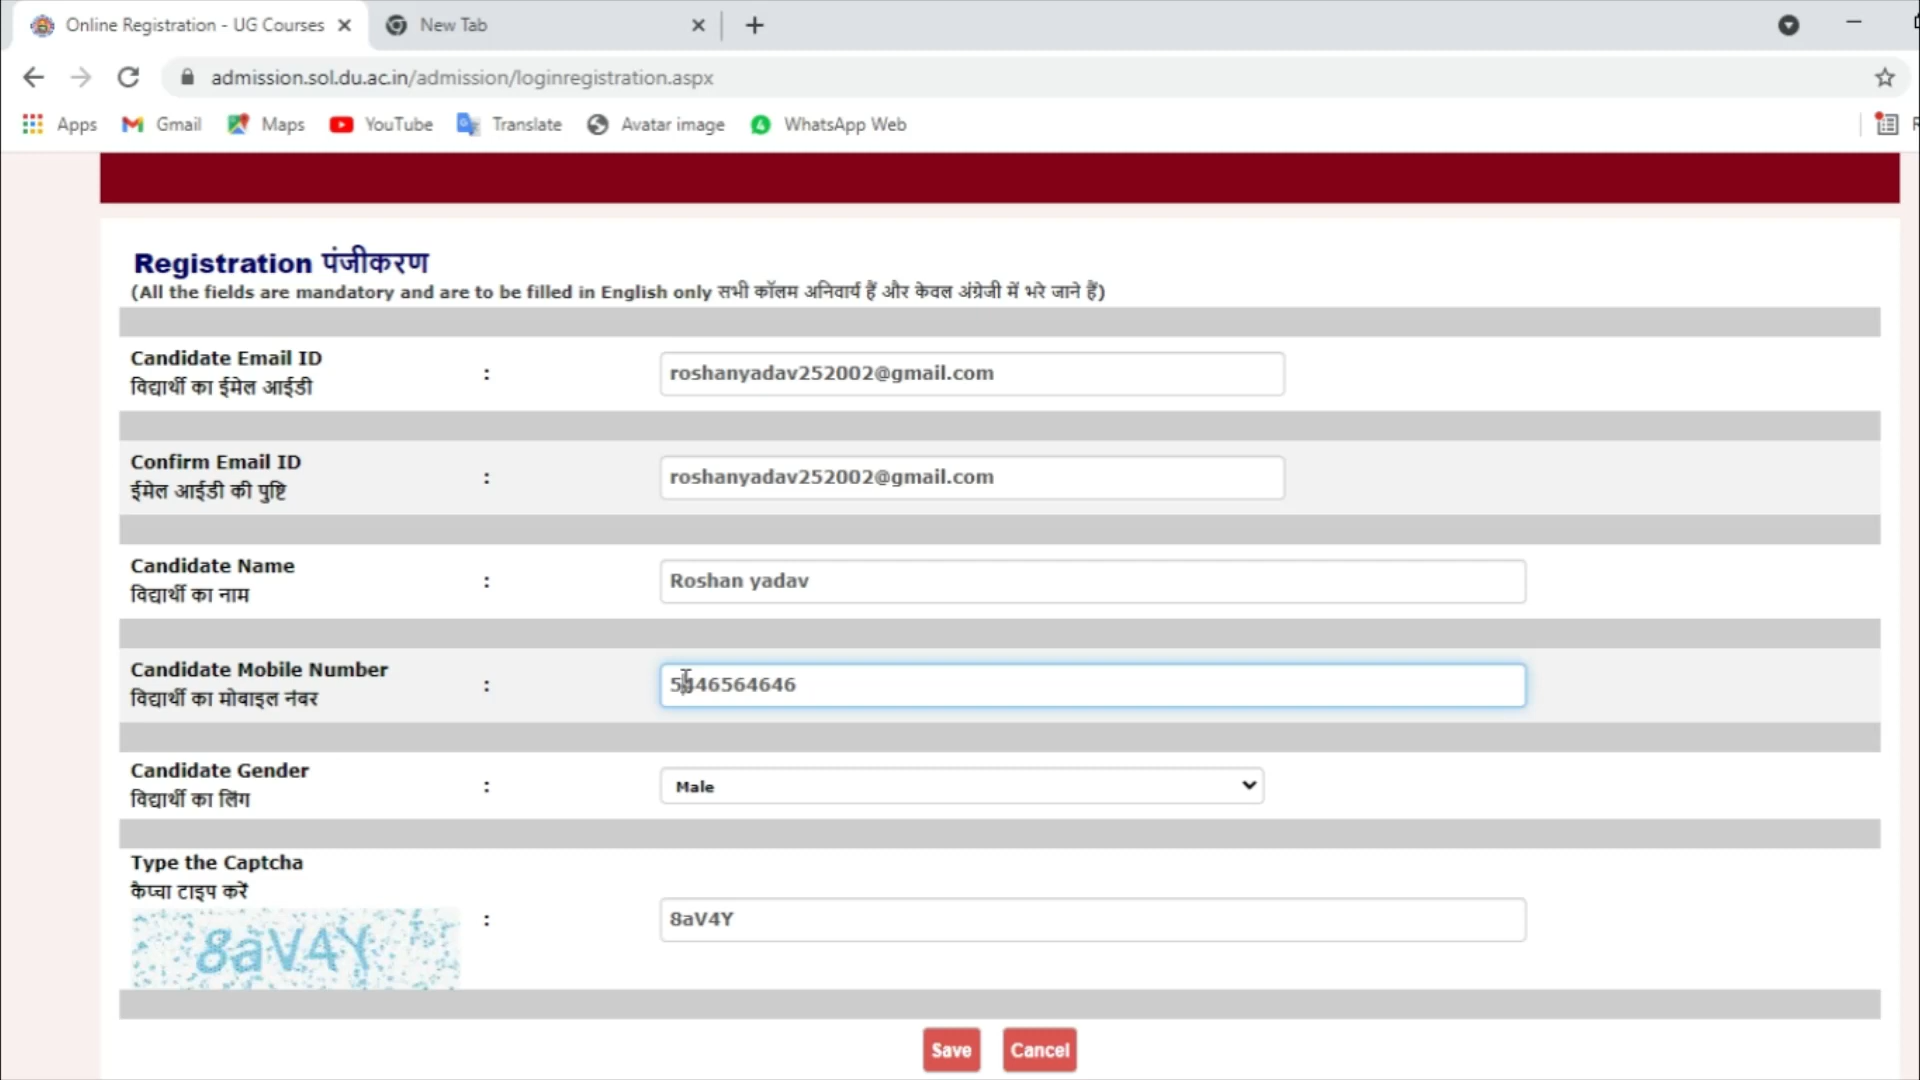 Online Registration - UG Courses
New Tab
admission.sol.du.ac.in/admission/loginregistration.aspx
Apps
Gmail
Maps
YouTube
Translate
Avatar image
WhatsApp Web
Registration पंजीकरण
(All the fields are mandatory and are to be filled in English only सभी कॉलम अनिवार्य हैं और केवल अंग्रेजी में भरे जाने हैं)
Candidate Email ID
विद्यार्थी का ईमेल आईडी
:
roshanyadav252002@gmail.com
Confirm Email ID
ईमेल आईडी की पुष्टि
:
roshanyadav252002@gmail.com
Candidate Name
विद्यार्थी का नाम
:
Roshan yadav
Candidate Mobile Number
विद्यार्थी का मोबाइल नंबर
:
Candidate Gender
विद्यार्थी का लिंग
:
Male
Type the Captcha
कैप्चा टाइप करें
8aV4Y
:
8aV4Y
Save
Cancel